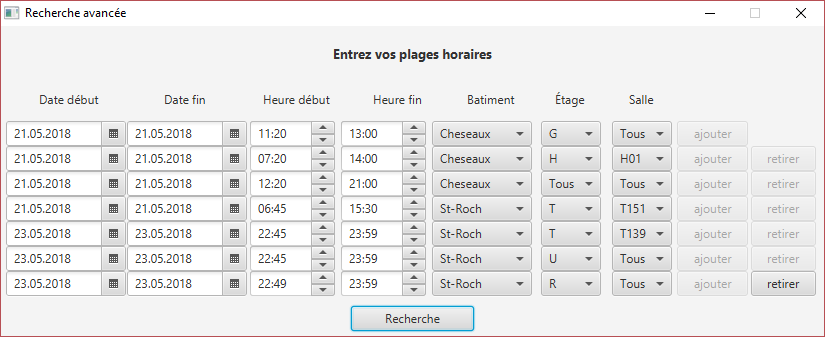 Recherche avancée
Entrez vos plages horaires
Date début Date fin Heure début Heure fin Batiment Étage Salle
21.05.2018 21.05.2018 11:20 13:00 Cheseaux G Tous ajouter
21.05.2018 21.05.2018 07:20 14:00 Cheseaux H H01 ajouter retirer
21.05.2018 21.05.2018 12:20 21:00 Cheseaux Tous Tous ajouter retirer
21.05.2018 21.05.2018 06:45 15:30 St-Roch T T151 ajouter retirer
23.05.2018 23.05.2018 22:45 23:59 St-Roch T T139 ajouter retirer
23.05.2018 23.05.2018 22:45 23:59 St-Roch U Tous ajouter retirer
23.05.2018 23.05.2018 22:49 23:59 St-Roch R Tous ajouter retirer
Recherche